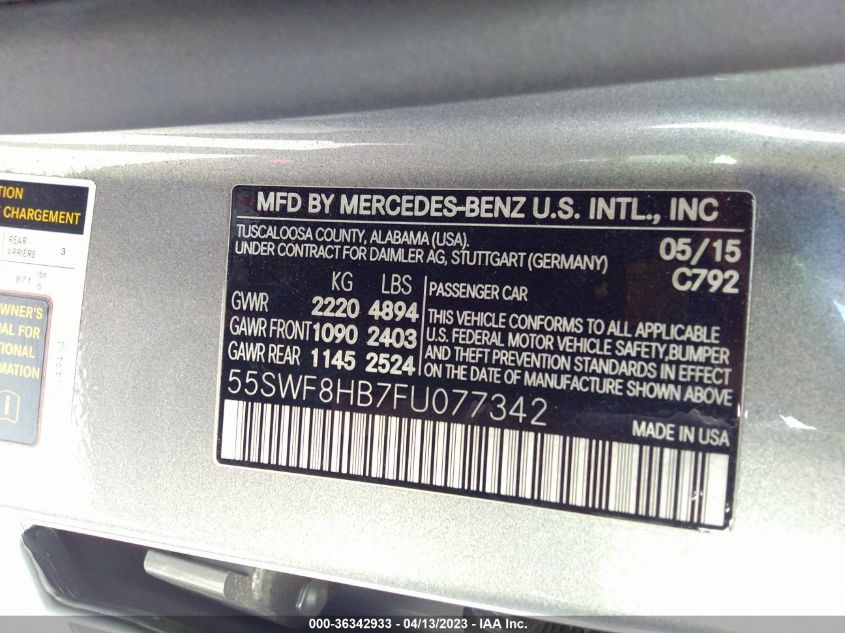 TION
CHARGEMENT
REAR 3
ARRIÈRE
871 lbs
WNER'S
AL FOR
TIONAL
MATION
MFD BY MERCEDES-BENZ U.S. INTL., INC
TUSCALOOSA COUNTY, ALABAMA (USA). 05/15
UNDER CONTRACT FOR DAIMLER AG, STUTTGART (GERMANY) C792
KG LBS
GVWR 2220 4894
GAWR FRONT 1090 2403
GAWR REAR 1145 2524
PASSENGER CAR
THIS VEHICLE CONFORMS TO ALL APPLICABLE
U.S. FEDERAL MOTOR VEHICLE SAFETY,BUMPER
AND THEFT PREVENTION STANDARDS IN EFFECT
ON THE DATE OF MANUFACTURE SHOWN ABOVE
55SWF8HB7FU077342
MADE IN USA
000-36342933 - 04/13/2023 - IAA Inc.